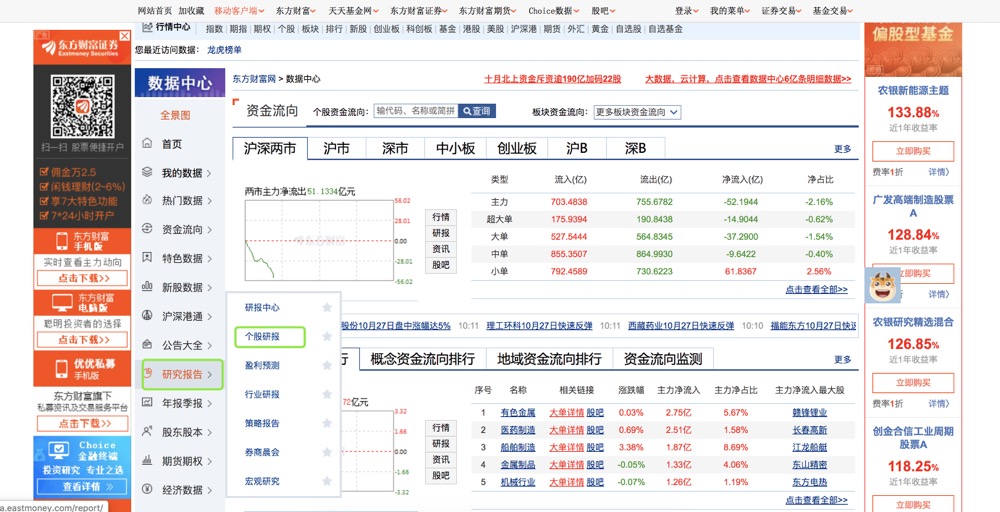 网站首页 加收藏 移动客户端 东方财富 天天基金网 东方财富证券 东方财富期货 Choice数据 股吧 登录 我的菜单 证券交易 基金交易
行情中心 指数 期指 期权 个股 板块 排行 新股 创业板 科创板 基金 港股 美股 沪深港 期货 外汇 黄金 自选股 自选基金
您最近访问数据: 龙虎榜单
东方财富证券
Eastmoney Securities
扫一扫 股票便捷开户
佣金万2.5
闲钱理财(2~6%)
享7大特色功能
7*24小时开户
东方财富
手机版
实时查看主力动向
点击下载>>
东方财富
电脑版
聪明投资者的选择
点击下载>>
优优私募
手机版
东方财富旗下
私募资讯及交易服务平台
点击下载>>
Choice
金融终端
投资研究 专业之选
查看详情
a.eastmoney.com/report/
数据中心
全景图
首页
我的数据
热门数据
资金流向
特色数据
新股数据
沪深港通
公告大全
研究报告
年报季报
股东股本
期货期权
经济数据
研报中心
个股研报
盈利预测
行业研报
策略报告
券商晨会
宏观研究
东方财富网 > 数据中心
十月北上资金斥资逾190亿加码22股
大数据、云计算，点击查看数据中心6亿条明细数据>>
资金流向 个股资金流向: 输代码、名称或简拼 查询 板块资金流向: 更多板块资金流向
沪深两市 沪市 深市 中小板 创业板 沪B 深B 更多
两市主力净流出51.1334亿元
56.02
28.01
0.00
-28.01
-56.02
行情
研报
资讯
股吧
类型 流入(亿) 流出(亿) 净流入(亿) 净占比
主力 703.4838 755.6782 -52.1944 -2.16%
超大单 175.9394 190.8438 -14.9044 -0.62%
大单 527.5444 564.8345 -37.2900 -1.54%
中单 855.3507 864.9930 -9.6422 -0.40%
小单 792.4589 730.6223 61.8367 2.56%
点击查看全部>>
股份10月27日盘中涨幅达5% 10:11 理工环科10月27日快速反弹 10:11 西藏药业10月27日快速反弹 10:10 福能东方10月27日快速
行 概念资金流向排行 地域资金流向排行 资金流向监测 更多
72亿元
3.32
1.66
0.00
-1.66
-3.32
行情
研报
资讯
股吧
序号 名称 相关链接 涨跌幅 主力净流入 主力净占比 主力净流入最大股
1 有色金属 大单详情 股吧 0.03% 2.75亿 5.67% 赣锋锂业
2 医药制造 大单详情 股吧 0.69% 2.51亿 1.58% 长春高新
3 船舶制造 大单详情 股吧 3.38% 1.87亿 8.69% 江龙船艇
4 金属制品 大单详情 股吧 -0.05% 1.33亿 4.06% 东山精密
5 机械行业 大单详情 股吧 -0.07% 1.26亿 1.19% 东方电热
点击查看全部>>
偏股型基金
农银新能源主题
133.88%
近1年收益率
立即购买
费率1折 详情>
广发高端制造股票
A
128.84%
近1年收益率
即购买
详情>
农银研究精选混合
126.85%
近1年收益率
立即购买
费率1折 详情>
创金合信工业周期
股票A
118.25%
近1年收益率
立即购买